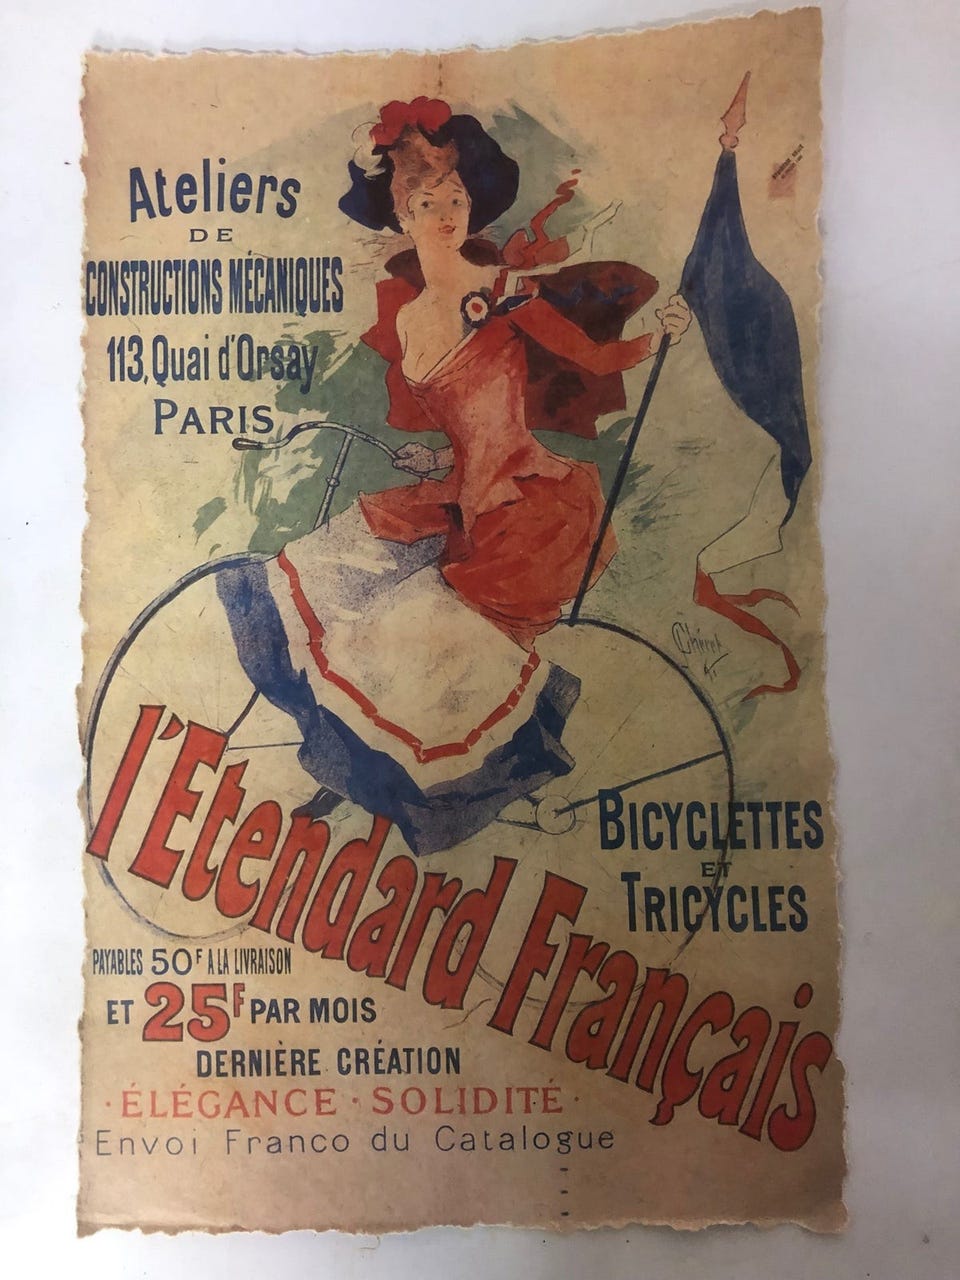 Ateliers
DE
CONSTRUCTIONS MÉCANIQUES
113, Quai d'Orsay
PARIS
Chéret
l'Etendard Français
BICYCLETTES
ET
TRICYCLES
PAYABLES 50F A LA LIVRAISON
ET 25F PAR MOIS
DERNIÈRE CRÉATION
· ÉLÉGANCE · SOLIDITÉ ·
Envoi Franco du Catalogue